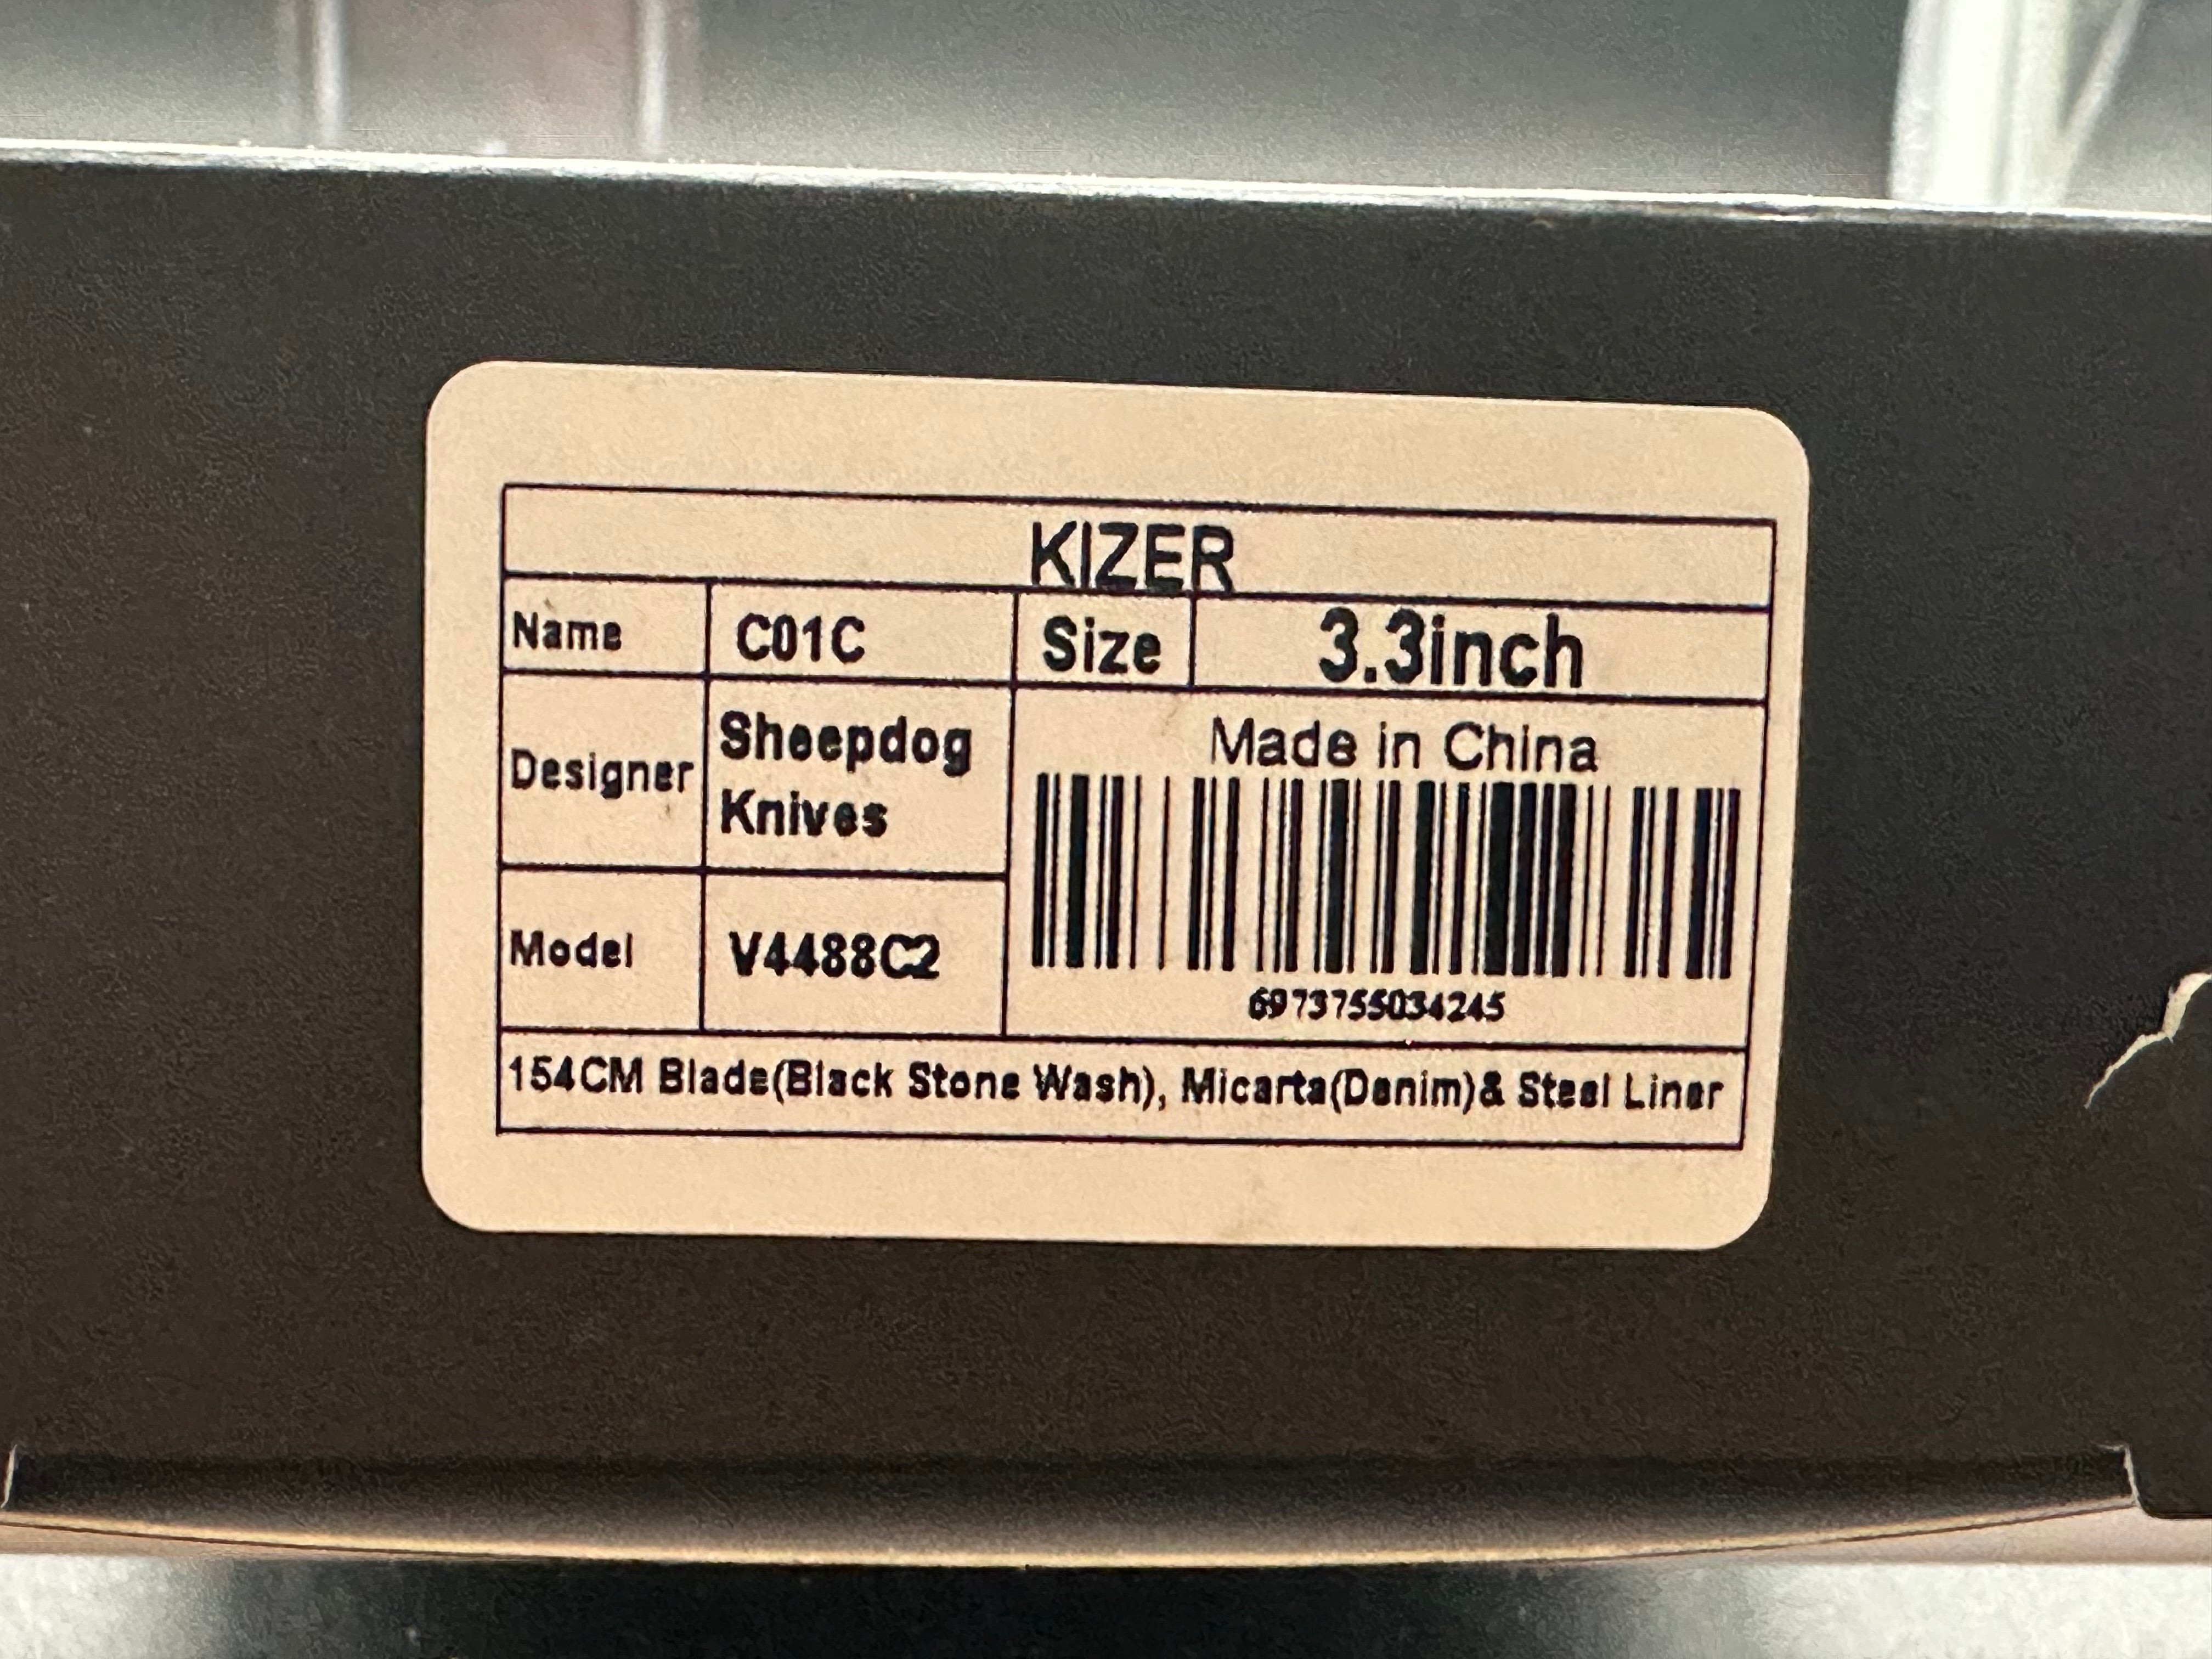 KIZER
Name C01C Size 3.3inch
Designer Sheepdog
Knives
Made in China
Model V4488C2
6973755034245
154CM Blade(Black Stone Wash), Micarta(Denim)& Steel Liner